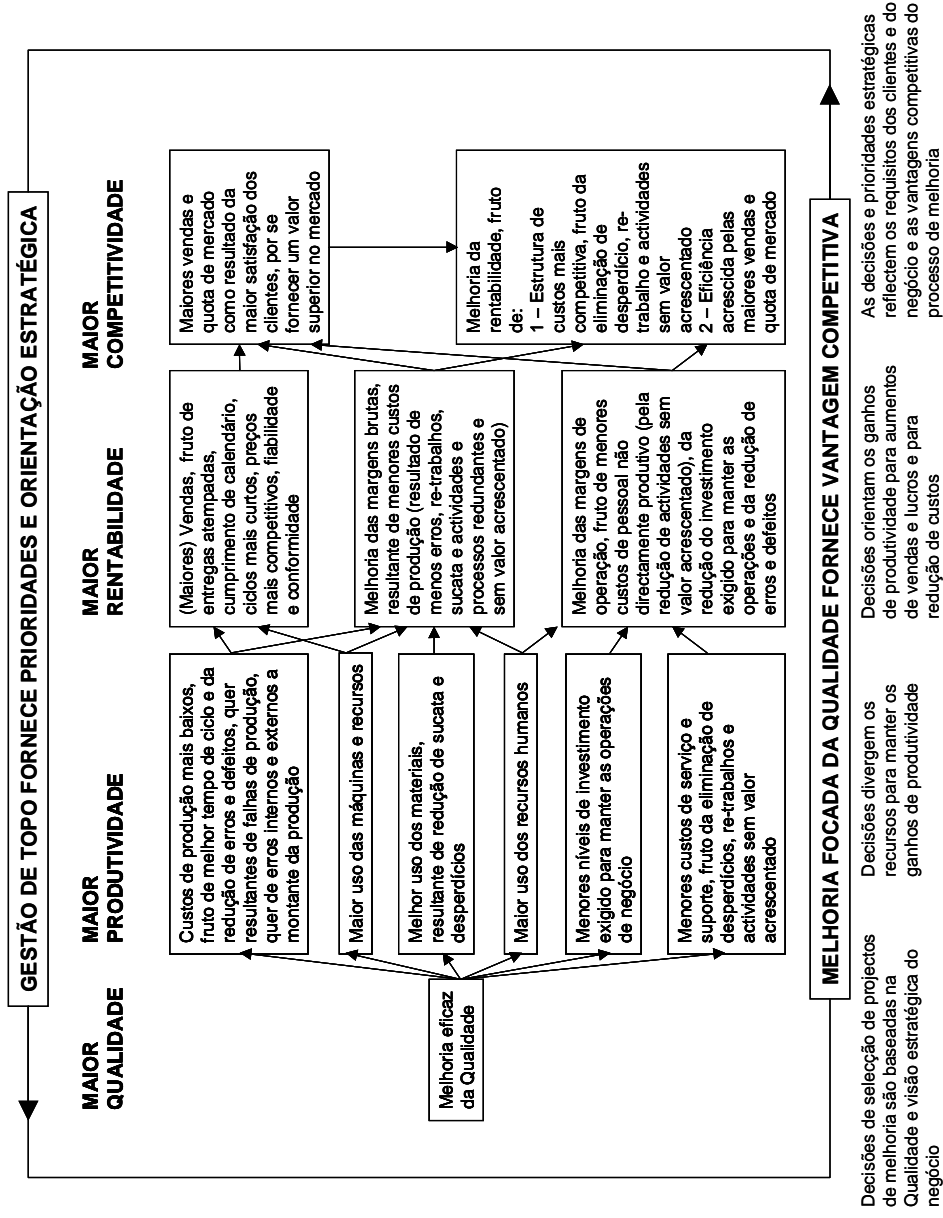 GESTÃO DE TOPO FORNECE PRIORIDADES E ORIENTAÇÃO ESTRATÉGICA
MAIOR
QUALIDADE
MAIOR
PRODUTIVIDADE
MAIOR
RENTABILIDADE
MAIOR
COMPETITIVIDADE
Melhoria eficaz
da Qualidade
Custos de produção mais baixos,
fruto de melhor tempo de ciclo e da
redução de erros e defeitos, quer
resultantes de falhas de produção,
quer de erros internos e externos a
montante da produção
Maior uso das máquinas e recursos
Melhor uso dos materiais,
resultante de redução de sucata e
desperdícios
Maior uso dos recursos humanos
Menores níveis de investimento
exigido para manter as operações
de negócio
Menores custos de serviço e
suporte, fruto da eliminação de
desperdícios, re-trabalhos e
actividades sem valor
acrescentado
(Maiores) Vendas, fruto de
entregas atempadas,
cumprimento de calendário,
ciclos mais curtos, preços
mais competitivos, fiabilidade
e conformidade
Melhoria das margens brutas,
resultante de menores custos
de produção (resultado de
menos erros, re-trabalhos,
sucata e actividades e
processos redundantes e
sem valor acrescentado)
Melhoria das margens de
operação, fruto de menores
custos de pessoal não
directamente produtivo (pela
redução de actividades sem
valor acrescentado), da
redução do investimento
exigido para manter as
operações e da redução de
erros e defeitos
Maiores vendas e
quota de mercado
como resultado da
maior satisfação dos
clientes, por se
fornecer um valor
superior no mercado
Melhoria da
rentabilidade, fruto
de:
1 – Estrutura de
custos mais
competitiva, fruto da
eliminação de
desperdício, re-
trabalho e actividades
sem valor
acrescentado
2 – Eficiência
acrescida pelas
maiores vendas e
quota de mercado
MELHORIA FOCADA DA QUALIDADE FORNECE VANTAGEM COMPETITIVA
Decisões de selecção de projectos
de melhoria são baseadas na
Qualidade e visão estratégica do
negócio
Decisões divergem os
recursos para manter os
ganhos de produtividade
Decisões orientam os ganhos
de produtividade para aumentos
de vendas e lucros e para
redução de custos
As decisões e prioridades estratégicas
reflectem os requisitos dos clientes e do
negócio e as vantagens competitivas do
processo de melhoria